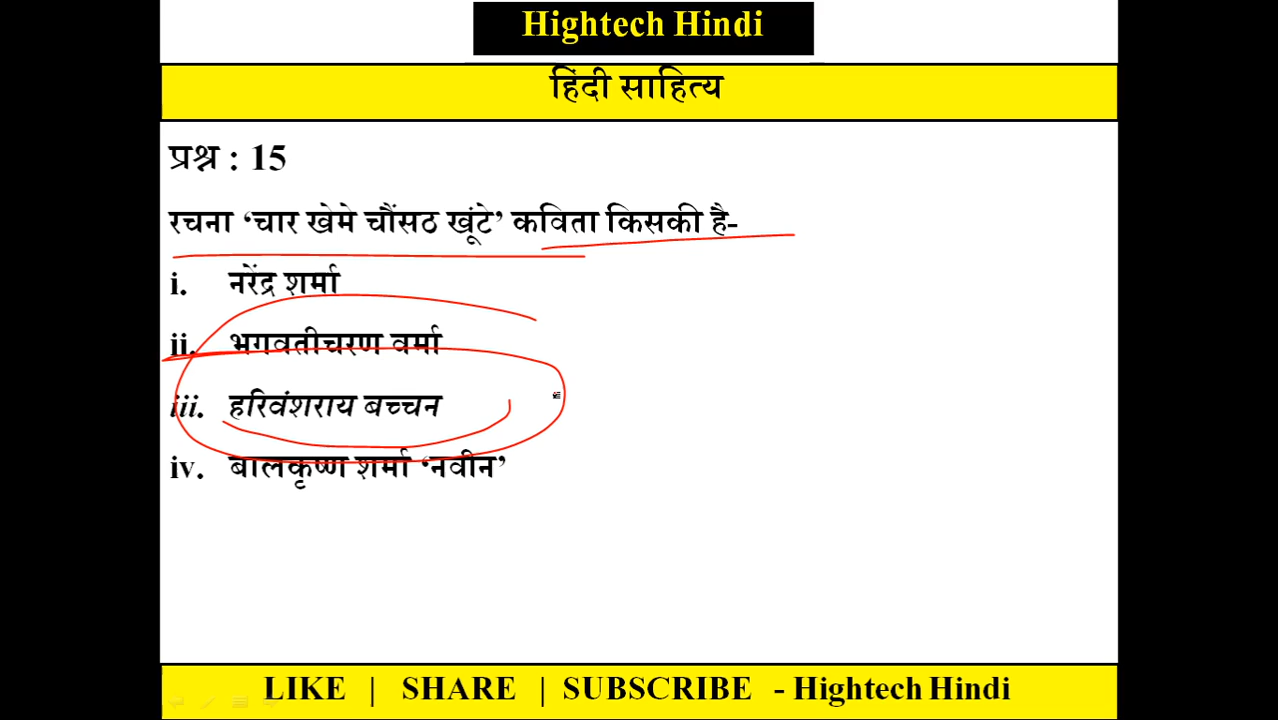 Hightech Hindi
हिंदी साहित्य
प्रश्न : 15
रचना ‘चार खेमे चौंसठ खूंटे’ कविता किसकी है-
i. नरेंद्र शर्मा
ii. भगवतीचरण वर्मा
iii. हरिवंशराय बच्चन
iv. बालकृष्ण शर्मा ‘नवीन’
LIKE | SHARE | SUBSCRIBE - Hightech Hindi